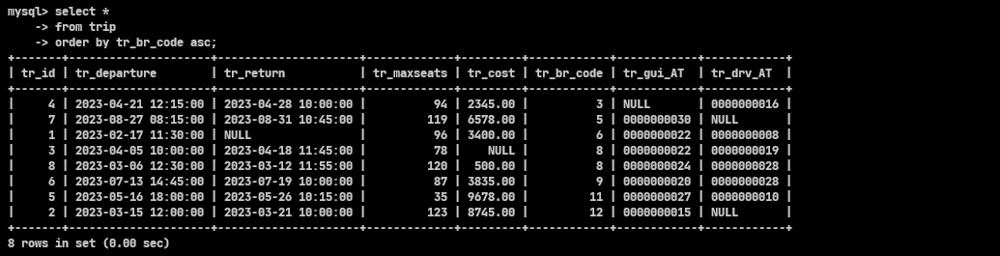 mysql> select *
    -> from trip
    -> order by tr_br_code asc;
+-------+---------------------+---------------------+-------------+---------+------------+------------+------------+
| tr_id | tr_departure        | tr_return           | tr_maxseats | tr_cost | tr_br_code | tr_gui_AT  | tr_drv_AT  |
+-------+---------------------+---------------------+-------------+---------+------------+------------+------------+
|     4 | 2023-04-21 12:15:00 | 2023-04-28 10:00:00 |          94 | 2345.00 |          3 | NULL       | 0000000016 |
|     7 | 2023-08-27 08:15:00 | 2023-08-31 10:45:00 |         119 | 6578.00 |          5 | 0000000030 | NULL       |
|     1 | 2023-02-17 11:30:00 | NULL                |          96 | 3400.00 |          6 | 0000000022 | 0000000008 |
|     3 | 2023-04-05 10:00:00 | 2023-04-18 11:45:00 |          78 |    NULL |          8 | 0000000022 | 0000000019 |
|     8 | 2023-03-06 12:30:00 | 2023-03-12 11:55:00 |         120 |  500.00 |          8 | 0000000024 | 0000000028 |
|     6 | 2023-07-13 14:45:00 | 2023-07-19 10:00:00 |          87 | 3835.00 |          9 | 0000000020 | 0000000028 |
|     5 | 2023-05-16 18:00:00 | 2023-05-26 10:15:00 |          35 | 9678.00 |         11 | 0000000027 | 0000000010 |
|     2 | 2023-03-15 12:00:00 | 2023-03-21 10:00:00 |         123 | 8745.00 |         12 | 0000000015 | NULL       |
+-------+---------------------+---------------------+-------------+---------+------------+------------+------------+
8 rows in set (0.00 sec)